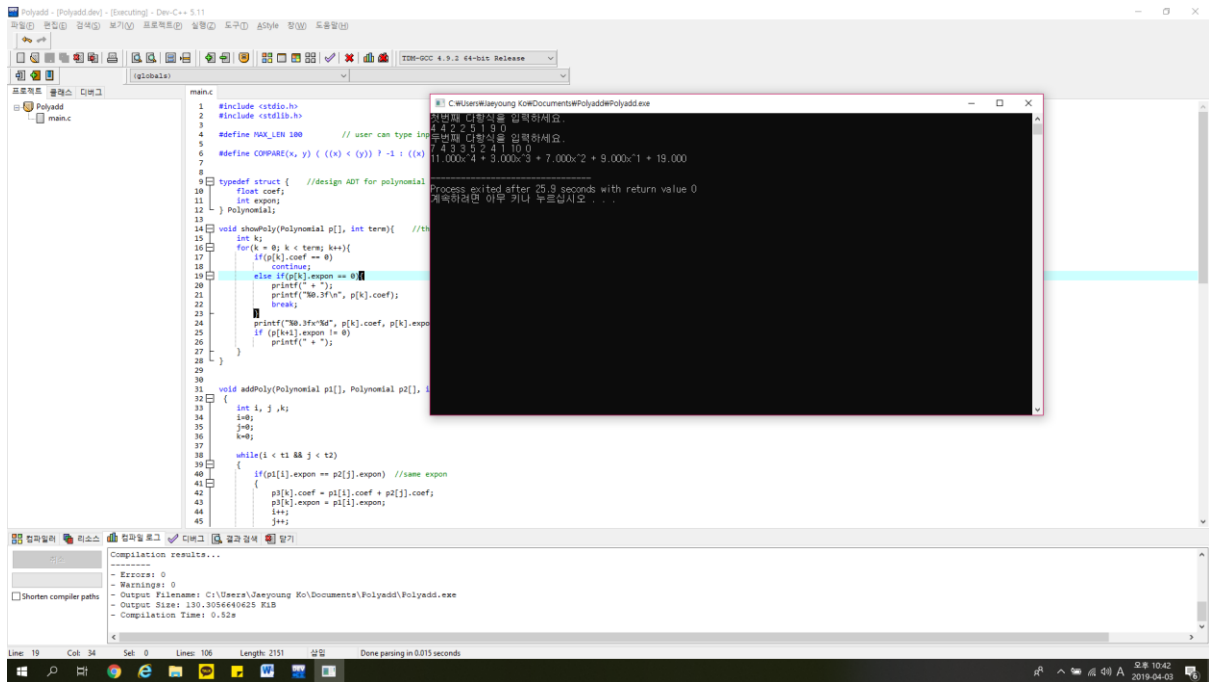 Polyadd - [Polyadd.dev] - [Executing] - Dev-C++ 5.11
파일(F) 편집(E) 검색(S) 보기(V) 프로젝트(P) 실행(Z) 도구(T) AStyle 창(W) 도움말(H)
TDM-GCC 4.9.2 64-bit Release
(globals)
프로젝트 클래스 디버그
Polyadd
main.c
main.c
1 #include <stdio.h>
2 #include <stdlib.h>
3
4 #define MAX_LEN 100 // user can type inp
5
6 #define COMPARE(x, y) ( ((x) < (y)) ? -1 : ((x)
7
8
9 typedef struct { //design ADT for polynomial
10 float coef;
11 int expon;
12 } Polynomial;
13
14 void showPoly(Polynomial p[], int term){ //th
15 int k;
16 for(k = 0; k < term; k++){
17 if(p[k].coef == 0)
18 continue;
19 else if(p[k].expon == 0){
20 printf(" + ");
21 printf("%0.3f\n", p[k].coef);
22 break;
23 }
24 printf("%0.3fx^%d", p[k].coef, p[k].expo
25 if (p[k+1].expon != 0)
26 printf(" + ");
27 }
28 }
29
30
31 void addPoly(Polynomial p1[], Polynomial p2[], i
32 {
33 int i, j ,k;
34 i=0;
35 j=0;
36 k=0;
37
38 while(i < t1 && j < t2)
39 {
40 if(p1[i].expon == p2[j].expon) //same expon
41 {
42 p3[k].coef = p1[i].coef + p2[j].coef;
43 p3[k].expon = p1[i].expon;
44 i++;
45 j++;
C:₩Users₩Jaeyoung Ko₩Documents₩Polyadd₩Polyadd.exe
첫번째 다항식을 입력하세요.
4 4 2 2 5 1 9 0
두번째 다항식을 입력하세요.
7 4 3 3 5 2 4 1 10 0
11.000x^4 + 3.000x^3 + 7.000x^2 + 9.000x^1 + 19.000
--------------------------------
Process exited after 25.9 seconds with return value 0
계속하려면 아무 키나 누르십시오 . . .
컴파일러 리소스 컴파일 로그 디버그 결과 검색 닫기
Shorten compiler paths
Compilation results...
--------
- Errors: 0
- Warnings: 0
- Output Filename: C:\Users\Jaeyoung Ko\Documents\Polyadd\Polyadd.exe
- Output Size: 130.3056640625 KiB
- Compilation Time: 0.52s
Line: 19 Col: 34 Sel: 0 Lines: 106 Length: 2151 삽입 Done parsing in 0.015 seconds
A 오후 10:42
2019-04-03